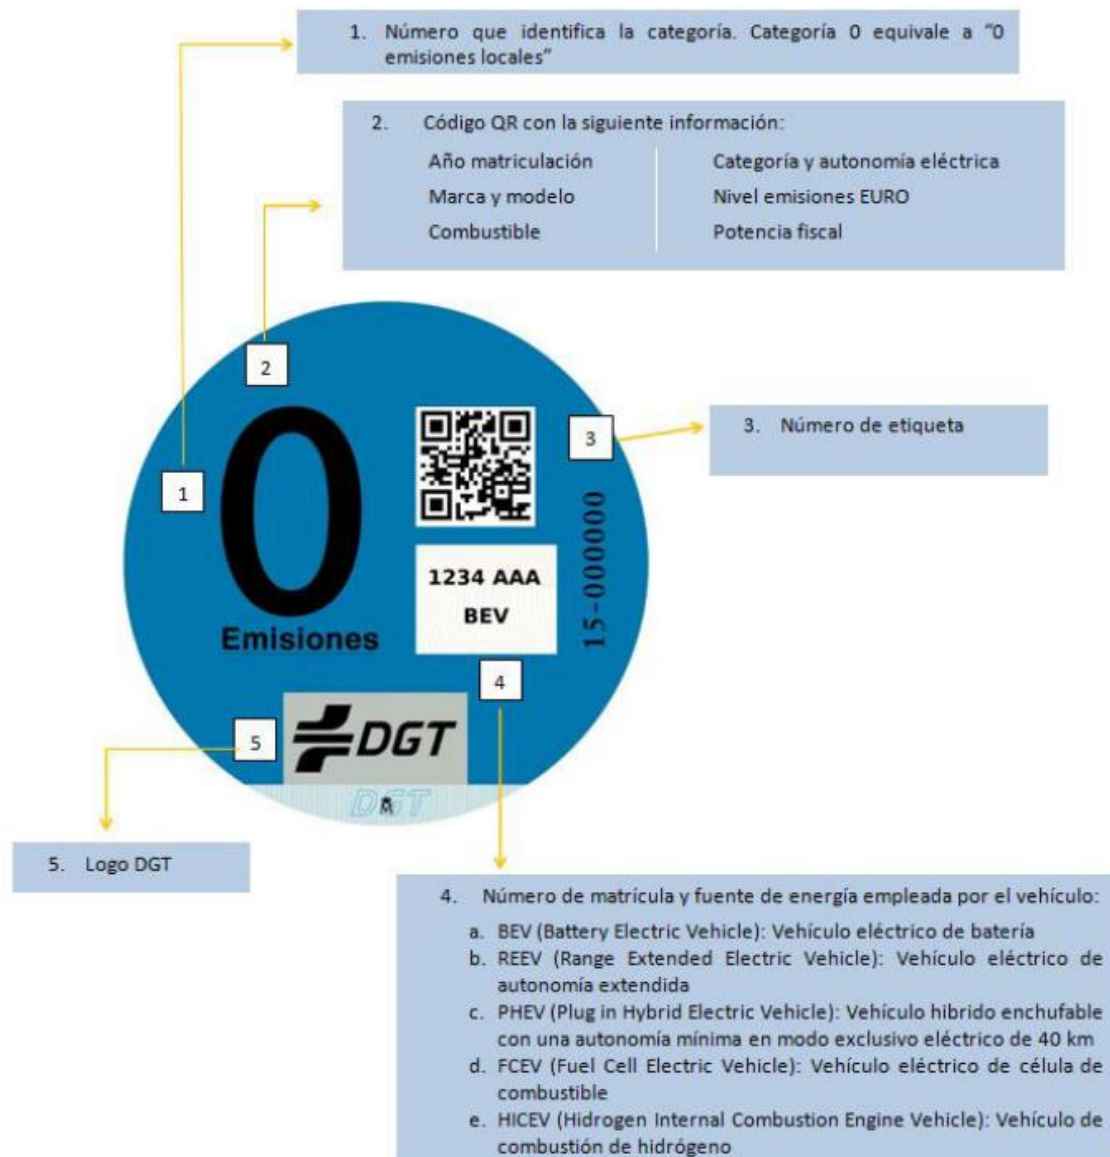 1. Número que identifica la categoría. Categoría 0 equivale a “0
emisiones locales”
2. Código QR con la siguiente información:
Año matriculación
Marca y modelo
Combustible
Categoría y autonomía eléctrica
Nivel emisiones EURO
Potencia fiscal
2
3
3. Número de etiqueta
1
0
Emisiones
1234 AAA
BEV
15-000000
4
5
DGT
DGT
5. Logo DGT
4. Número de matrícula y fuente de energía empleada por el vehículo:
a. BEV (Battery Electric Vehicle): Vehículo eléctrico de batería
b. REEV (Range Extended Electric Vehicle): Vehículo eléctrico de
autonomía extendida
c. PHEV (Plug in Hybrid Electric Vehicle): Vehículo hibrido enchufable
con una autonomía mínima en modo exclusivo eléctrico de 40 km
d. FCEV (Fuel Cell Electric Vehicle): Vehículo eléctrico de célula de
combustible
e. HICEV (Hidrogen Internal Combustion Engine Vehicle): Vehículo de
combustión de hidrógeno